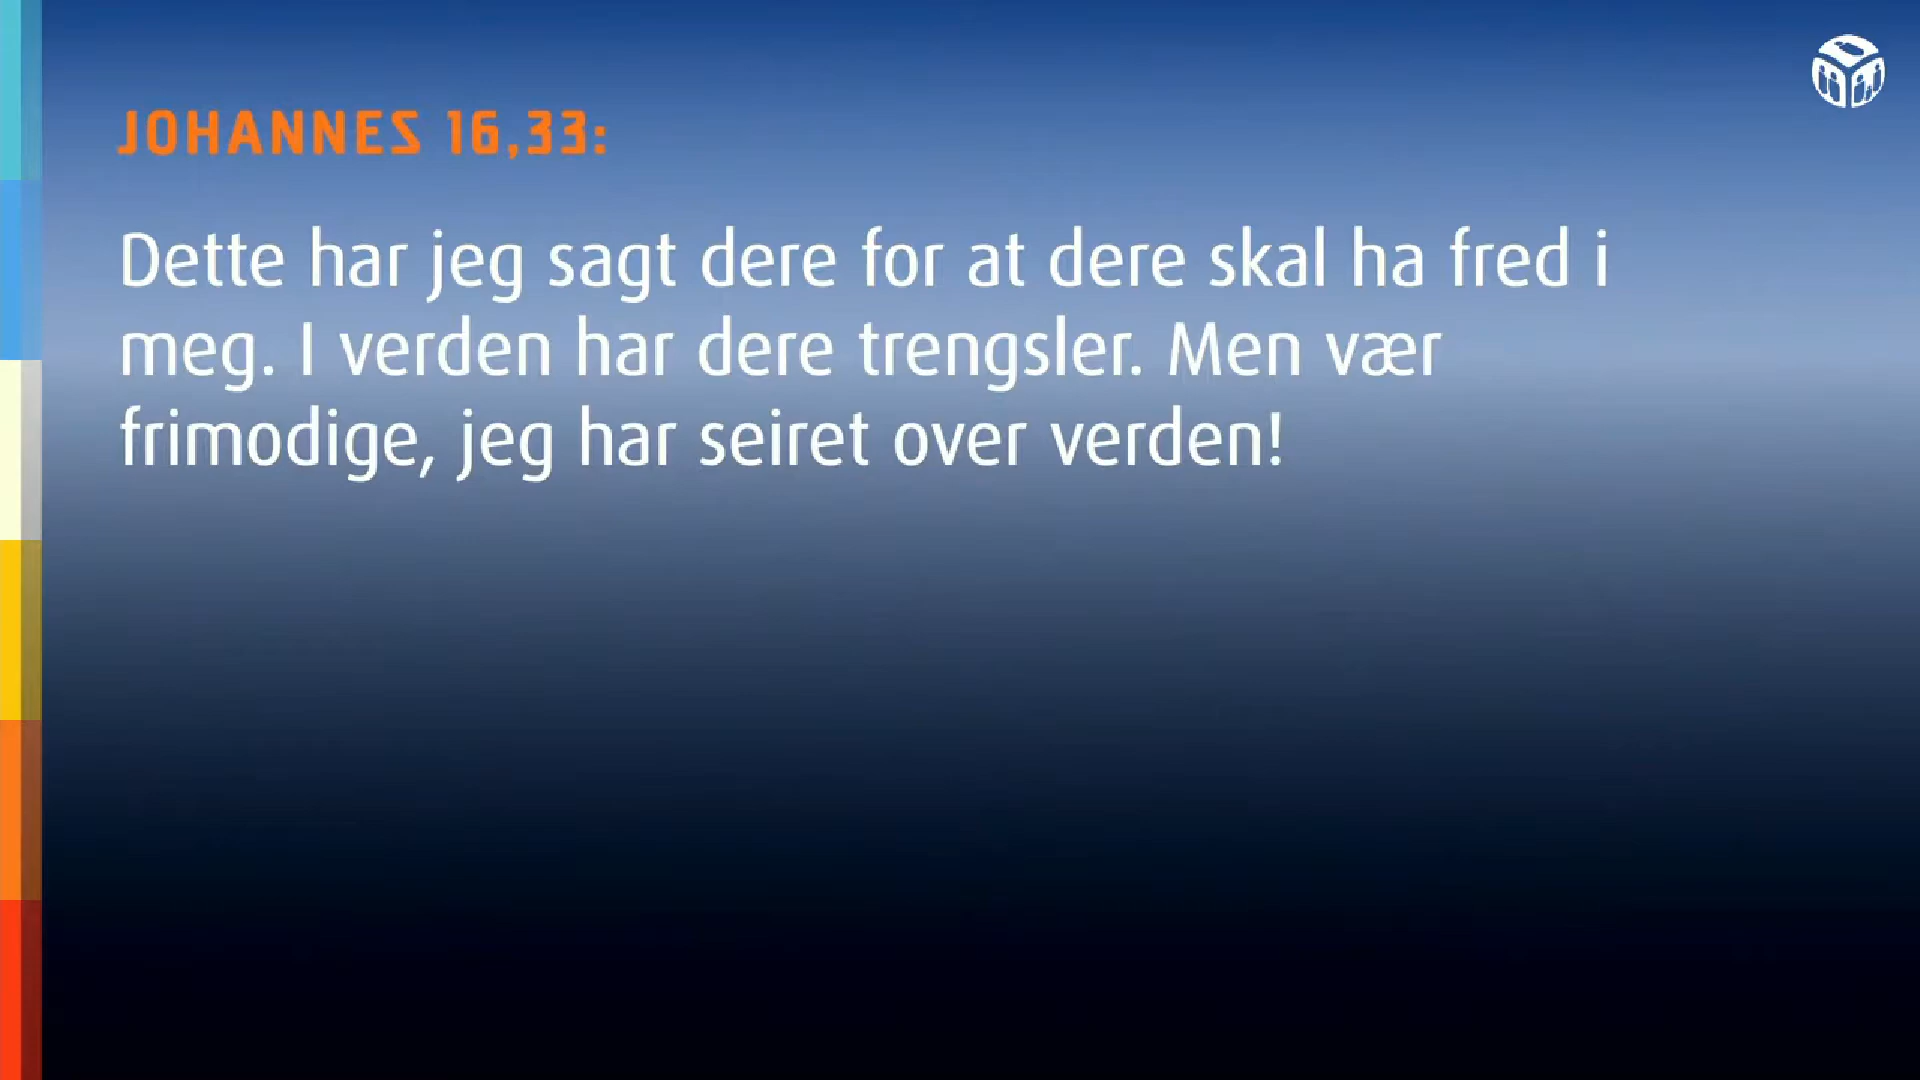 JOHANNES 16,33:
Dette har jeg sagt dere for at dere skal ha fred i
meg. I verden har dere trengsler. Men vær
frimodige, jeg har seiret over verden!